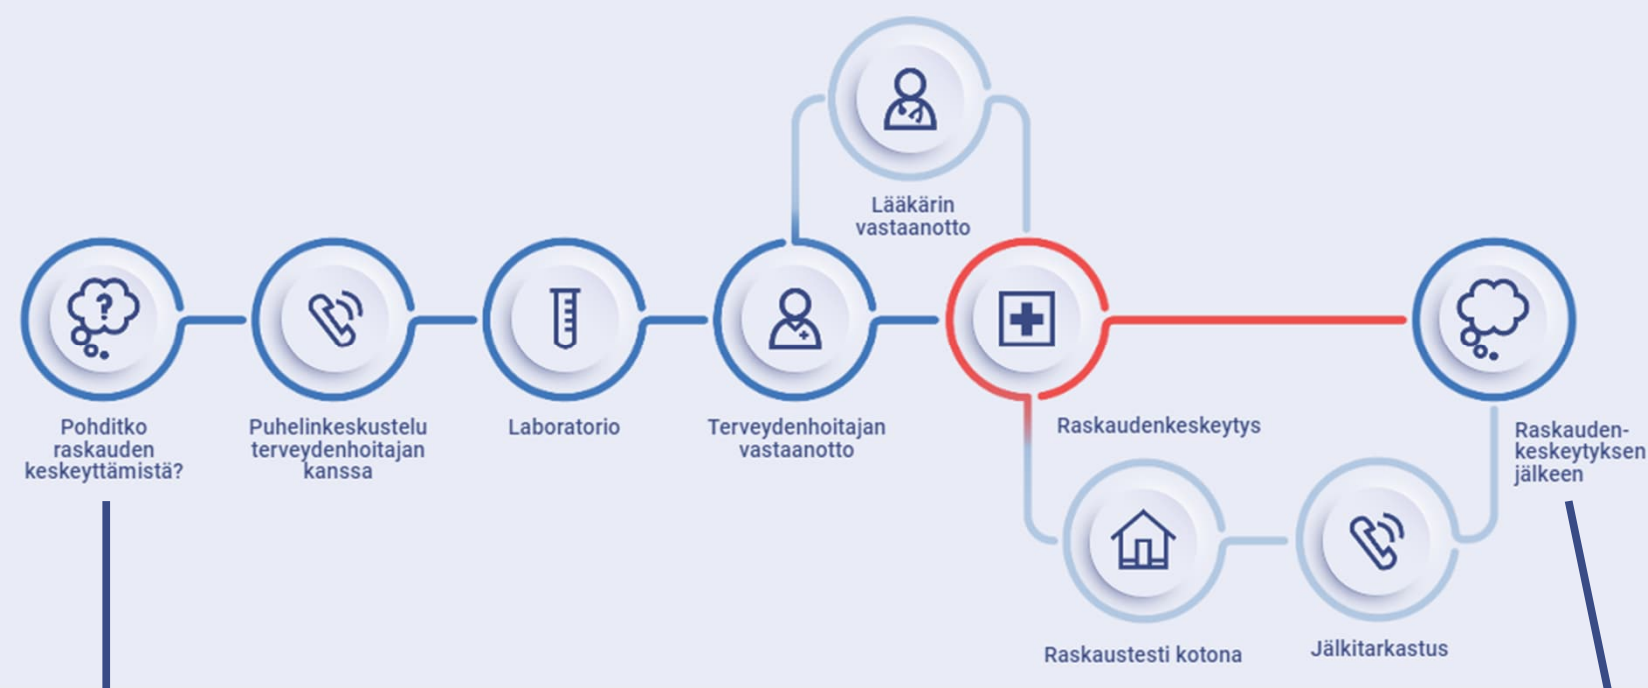 Lääkärin
vastaanotto
Pohditko
raskauden
keskeyttämistä?
Puhelinkeskustelu
terveydenhoitajan
kanssa
Laboratorio
Terveydenhoitajan
vastaanotto
Raskaudenkeskeytys
Raskauden-
keskeytyksen
jälkeen
Raskaustesti kotona
Jälkitarkastus